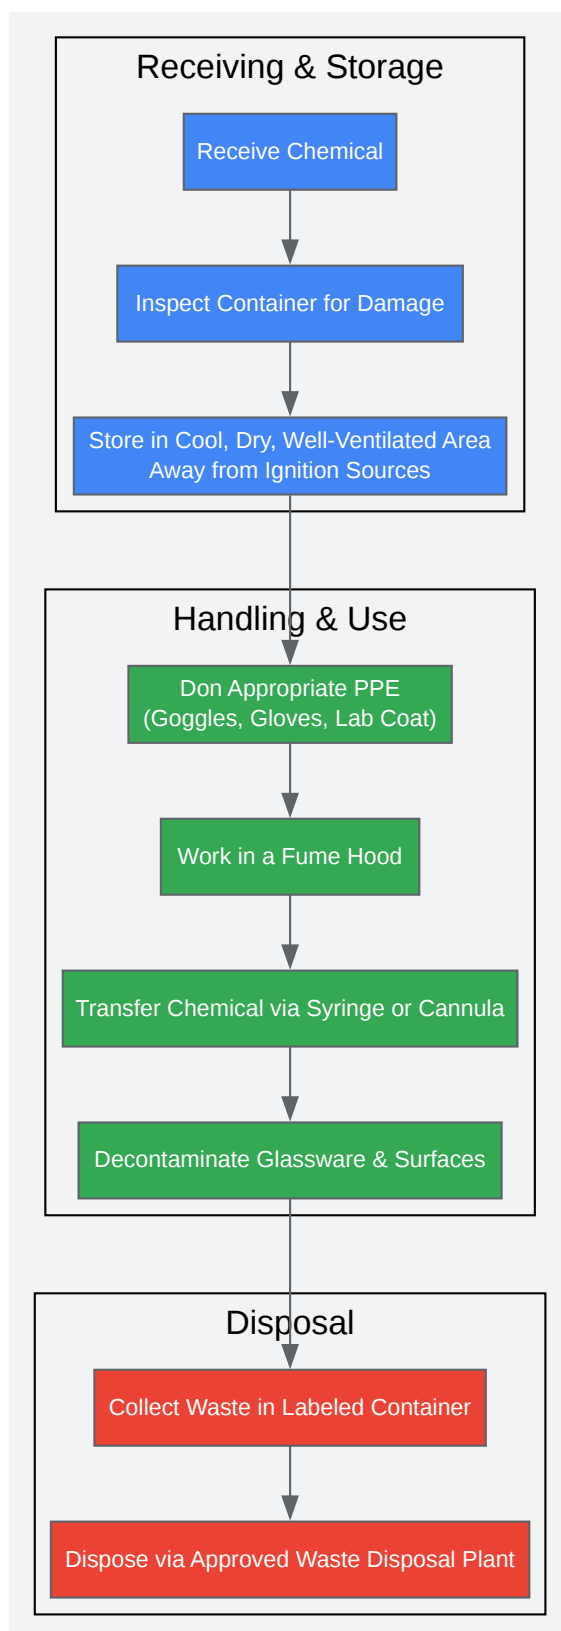 Receiving & Storage
Receive Chemical
Inspect Container for Damage
Store in Cool, Dry, Well-Ventilated Area
Away from Ignition Sources
Handling & Use
Don Appropriate PPE
(Goggles, Gloves, Lab Coat)
Work in a Fume Hood
Transfer Chemical via Syringe or Cannula
Decontaminate Glassware & Surfaces
Disposal
Collect Waste in Labeled Container
Dispose via Approved Waste Disposal Plant